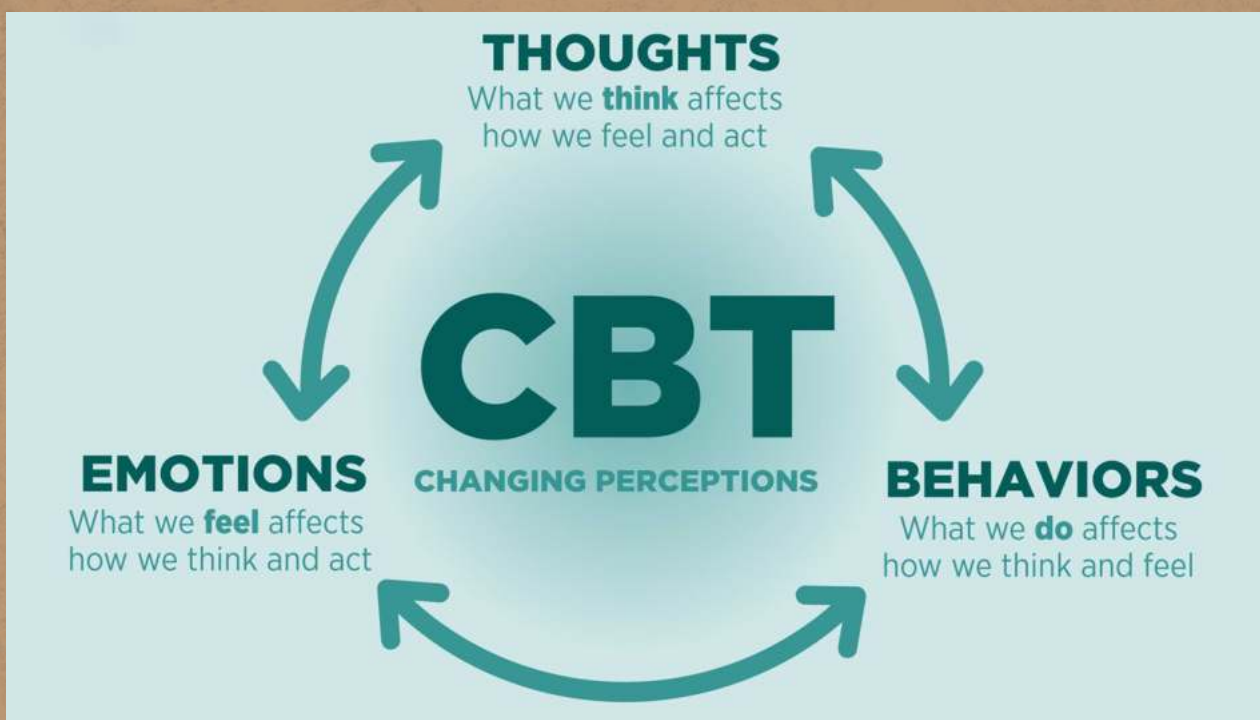 THOUGHTS
What we think affects
how we feel and act
CBT
CHANGING PERCEPTIONS
EMOTIONS
What we feel affects
how we think and act
BEHAVIORS
What we do affects
how we think and feel